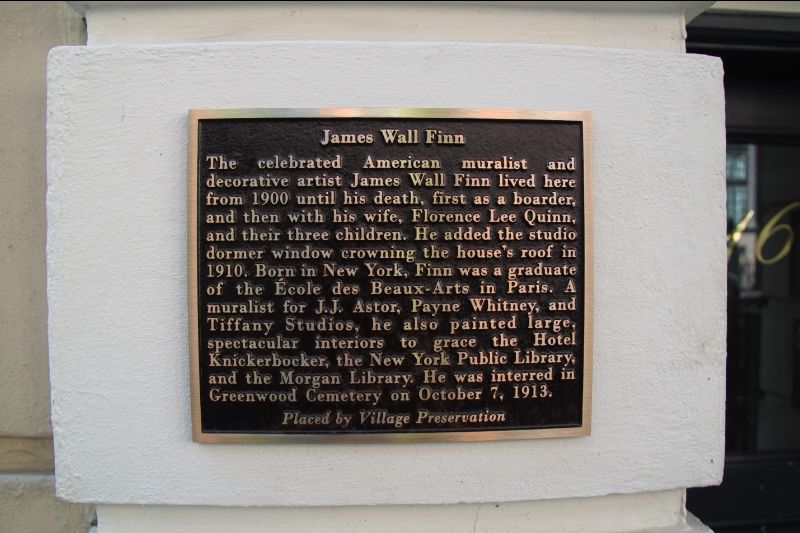 James Wall Finn
The celebrated American muralist and
decorative artist James Wall Finn lived here
from 1900 until his death, first as a boarder,
and then with his wife, Florence Lee Quinn,
and their three children. He added the studio
dormer window crowning the house's roof in
1910. Born in New York, Finn was a graduate
of the École des Beaux-Arts in Paris. A
muralist for J.J. Astor, Payne Whitney, and
Tiffany Studios, he also painted large,
spectacular interiors to grace the Hotel
Knickerbocker, the New York Public Library,
and the Morgan Library. He was interred in
Greenwood Cemetery on October 7, 1913.
Placed by Village Preservation